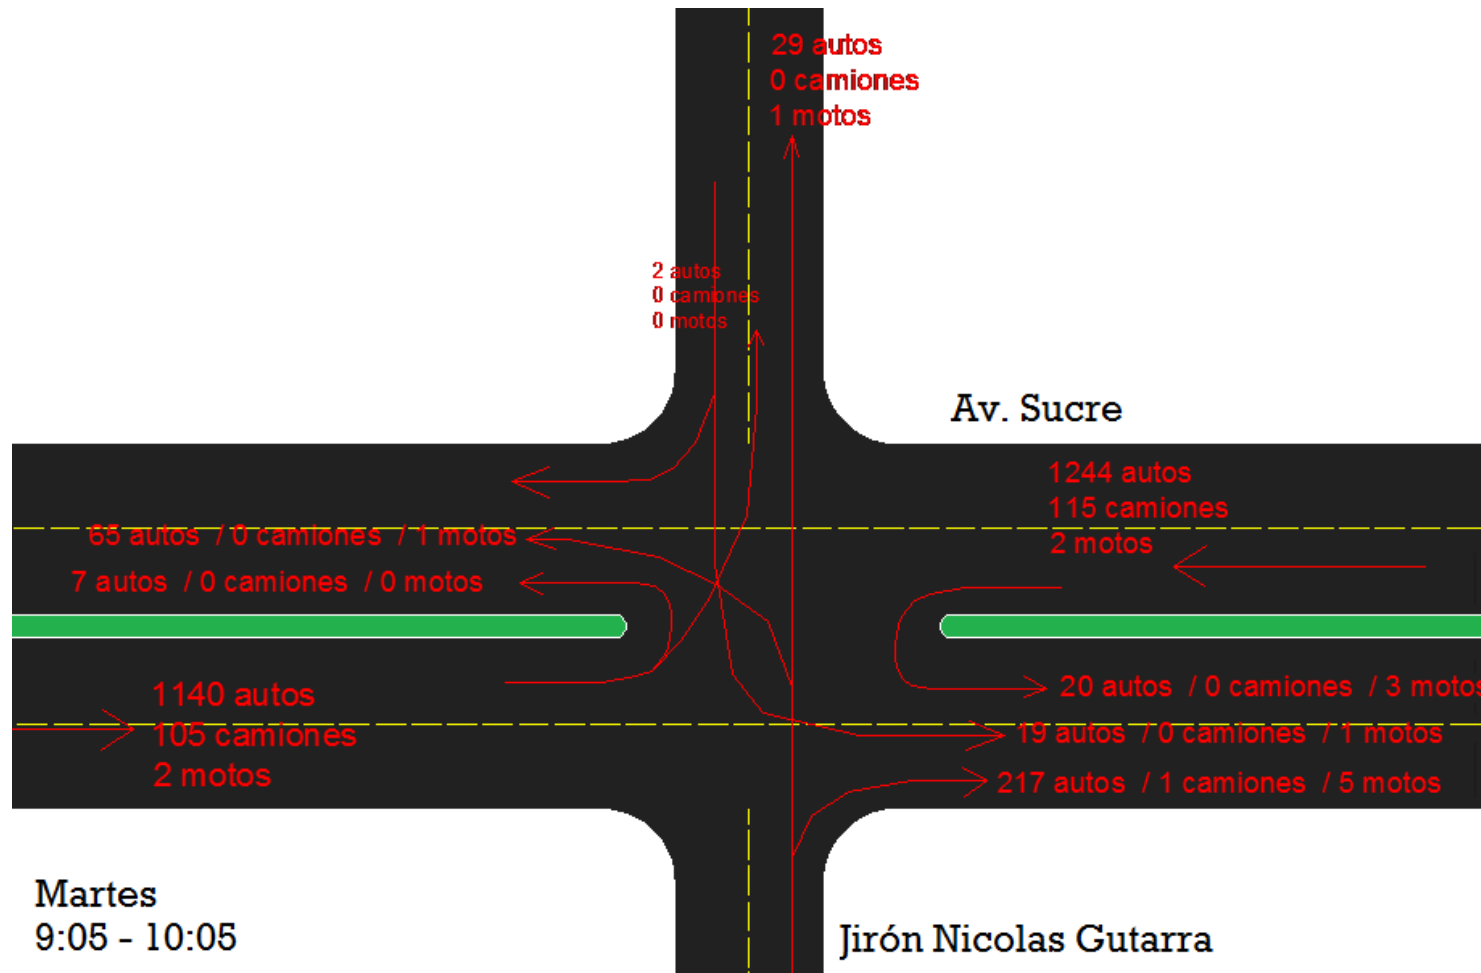 29 autos
0 camiones
1 motos
2 autos
0 camiones
0 motos
Av. Sucre
1244 autos
115 camiones
2 motos
65 autos / 0 camiones / 1 motos
7 autos / 0 camiones / 0 motos
1140 autos
105 camiones
2 motos
20 autos / 0 camiones / 3 motos
19 autos / 0 camiones / 1 motos
217 autos / 1 camiones / 5 motos
Martes
9:05 - 10:05
Jirón Nicolas Gutarra